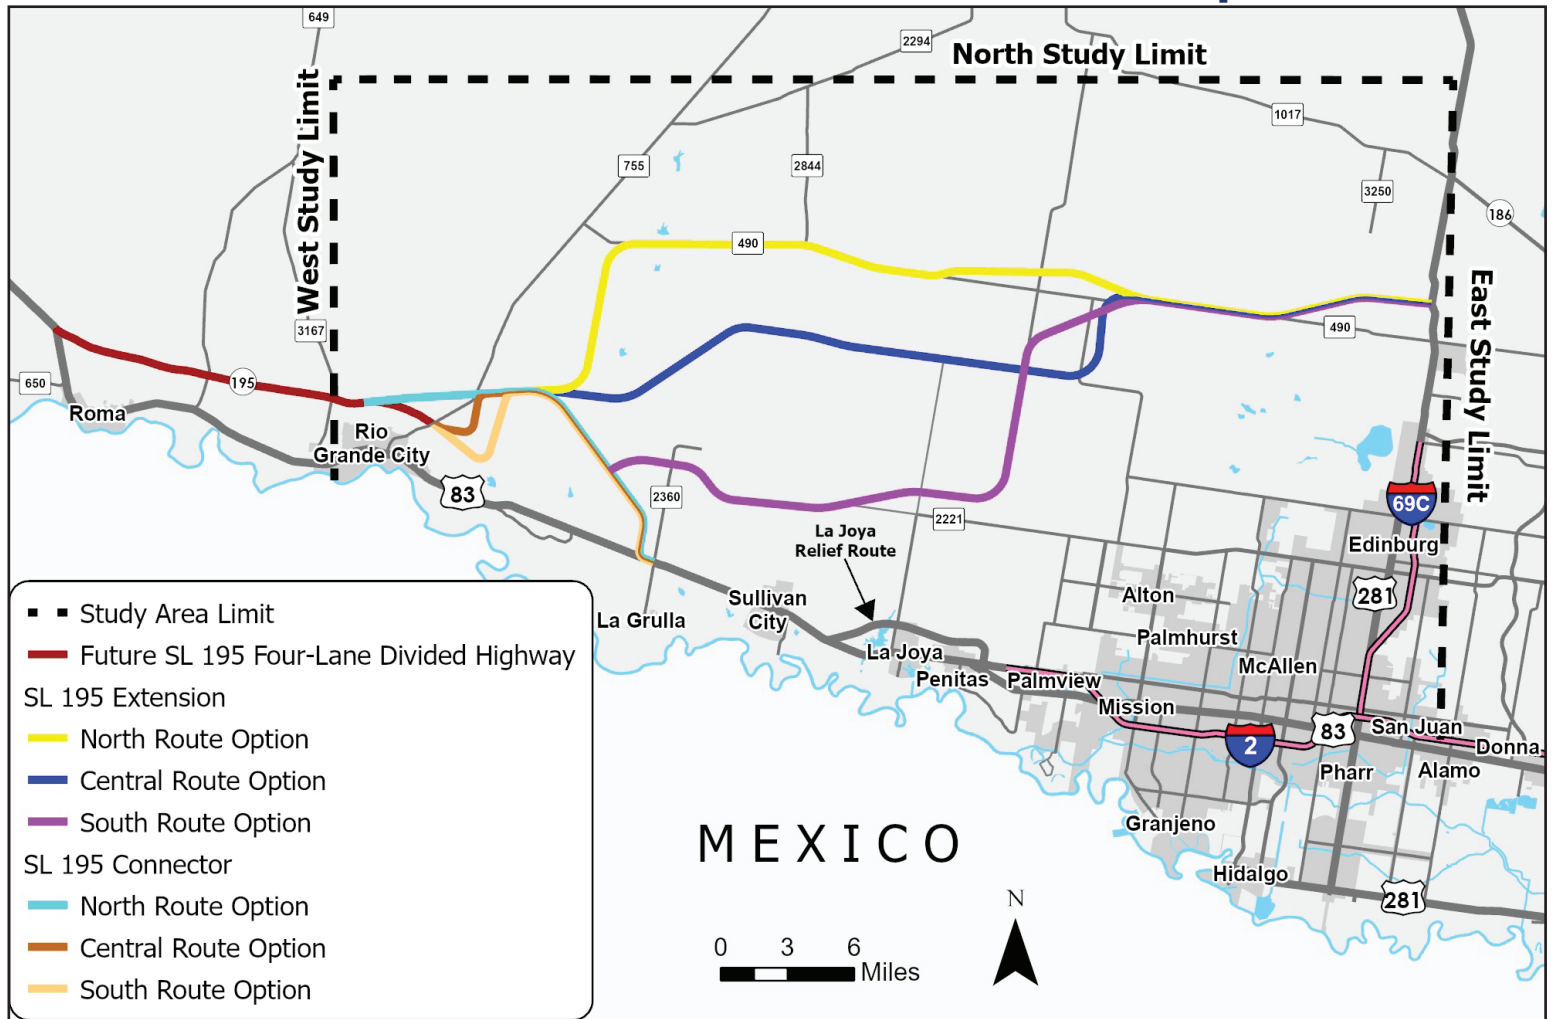 649
2294
North Study Limit
West Study Limit
1017
755
2844
3250
186
490
East Study Limit
3167
490
195
650
Roma
Rio
Grande City
83
2360
2221
69C
La Joya
Relief Route
Edinburg
281
Alton
Sullivan
City
La Grulla
Palmhurst
La Joya
McAllen
Penitas
Palmview
Mission
83
San Juan
2
Donna
Pharr
Alamo
Granjeno
MEXICO
Hidalgo
281
N
0 3 6
Miles
Study Area Limit
Future SL 195 Four-Lane Divided Highway
SL 195 Extension
North Route Option
Central Route Option
South Route Option
SL 195 Connector
North Route Option
Central Route Option
South Route Option